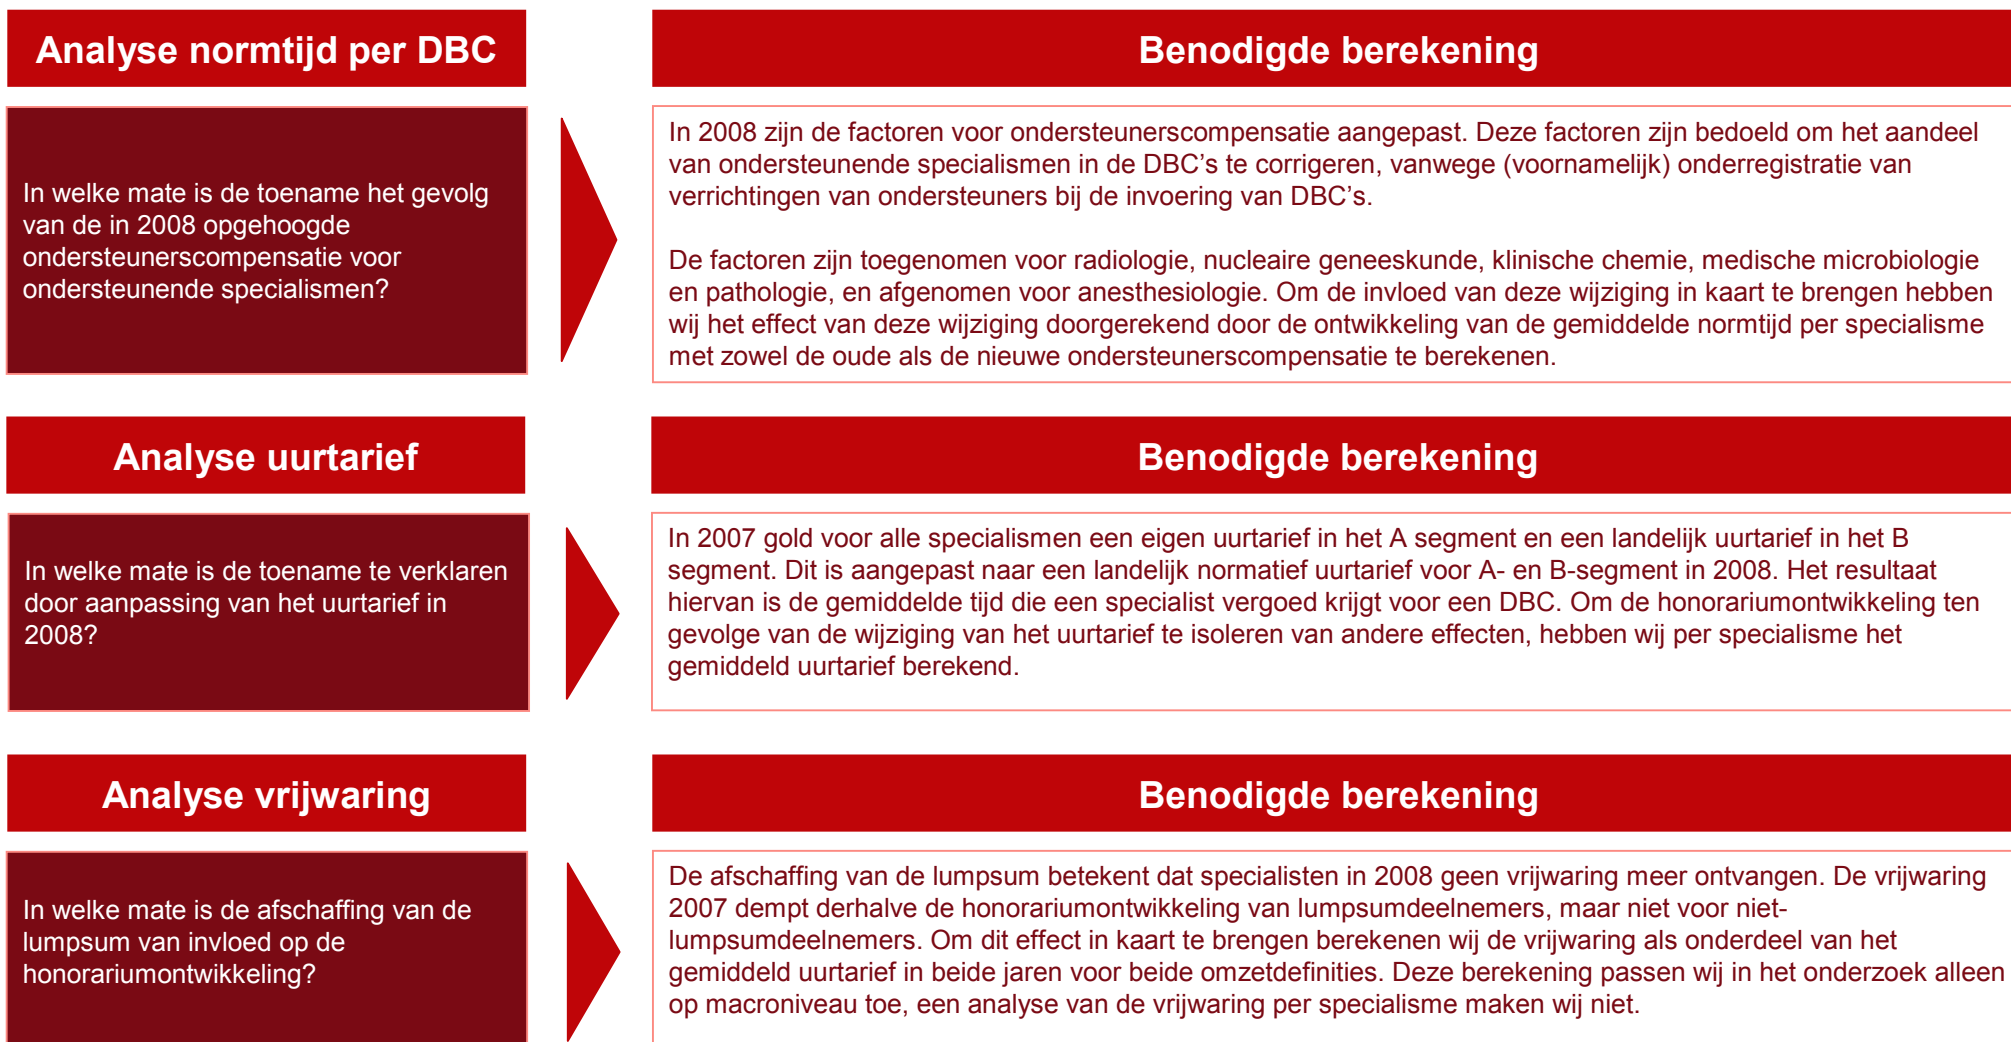 Analyse normtijd per DBC
Benodigde berekening
In welke mate is de toename het gevolg
van de in 2008 opgehoogde
ondersteunerscompensatie voor
ondersteunende specialismen?
In 2008 zijn de factoren voor ondersteunerscompensatie aangepast. Deze factoren zijn bedoeld om het aandeel
van ondersteunende specialismen in de DBC’s te corrigeren, vanwege (voornamelijk) onderregistratie van
verrichtingen van ondersteuners bij de invoering van DBC’s.
De factoren zijn toegenomen voor radiologie, nucleaire geneeskunde, klinische chemie, medische microbiologie
en pathologie, en afgenomen voor anesthesiologie. Om de invloed van deze wijziging in kaart te brengen hebben
wij het effect van deze wijziging doorgerekend door de ontwikkeling van de gemiddelde normtijd per specialisme
met zowel de oude als de nieuwe ondersteunerscompensatie te berekenen.
Analyse uurtarief
Benodigde berekening
In welke mate is de toename te verklaren
door aanpassing van het uurtarief in
2008?
In 2007 gold voor alle specialismen een eigen uurtarief in het A segment en een landelijk uurtarief in het B
segment. Dit is aangepast naar een landelijk normatief uurtarief voor A- en B-segment in 2008. Het resultaat
hiervan is de gemiddelde tijd die een specialist vergoed krijgt voor een DBC. Om de honorariumontwikkeling ten
gevolge van de wijziging van het uurtarief te isoleren van andere effecten, hebben wij per specialisme het
gemiddeld uurtarief berekend.
Analyse vrijwaring
Benodigde berekening
In welke mate is de afschaffing van de
lumpsum van invloed op de
honorariumontwikkeling?
De afschaffing van de lumpsum betekent dat specialisten in 2008 geen vrijwaring meer ontvangen. De vrijwaring
2007 dempt derhalve de honorariumontwikkeling van lumpsumdeelnemers, maar niet voor niet-
lumpsumdeelnemers. Om dit effect in kaart te brengen berekenen wij de vrijwaring als onderdeel van het
gemiddeld uurtarief in beide jaren voor beide omzetdefinities. Deze berekening passen wij in het onderzoek alleen
op macroniveau toe, een analyse van de vrijwaring per specialisme maken wij niet.